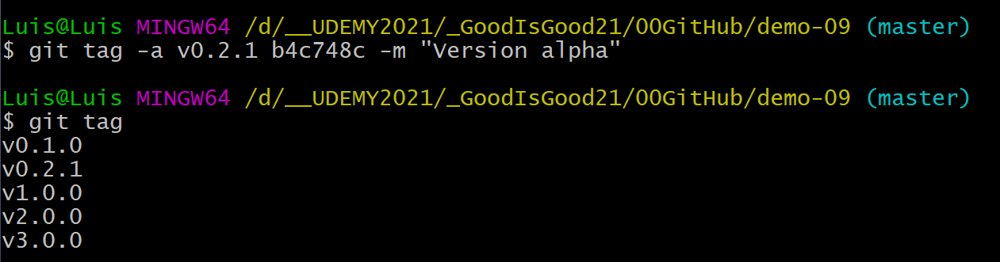 Luis@Luis MINGW64 /d/__UDEMY2021/_GoodIsGood21/00GitHub/demo-09 (master)
$ git tag -a v0.2.1 b4c748c -m "Version alpha"
Luis@Luis MINGW64 /d/__UDEMY2021/_GoodIsGood21/00GitHub/demo-09 (master)
$ git tag
v0.1.0
v0.2.1
v1.0.0
v2.0.0
v3.0.0